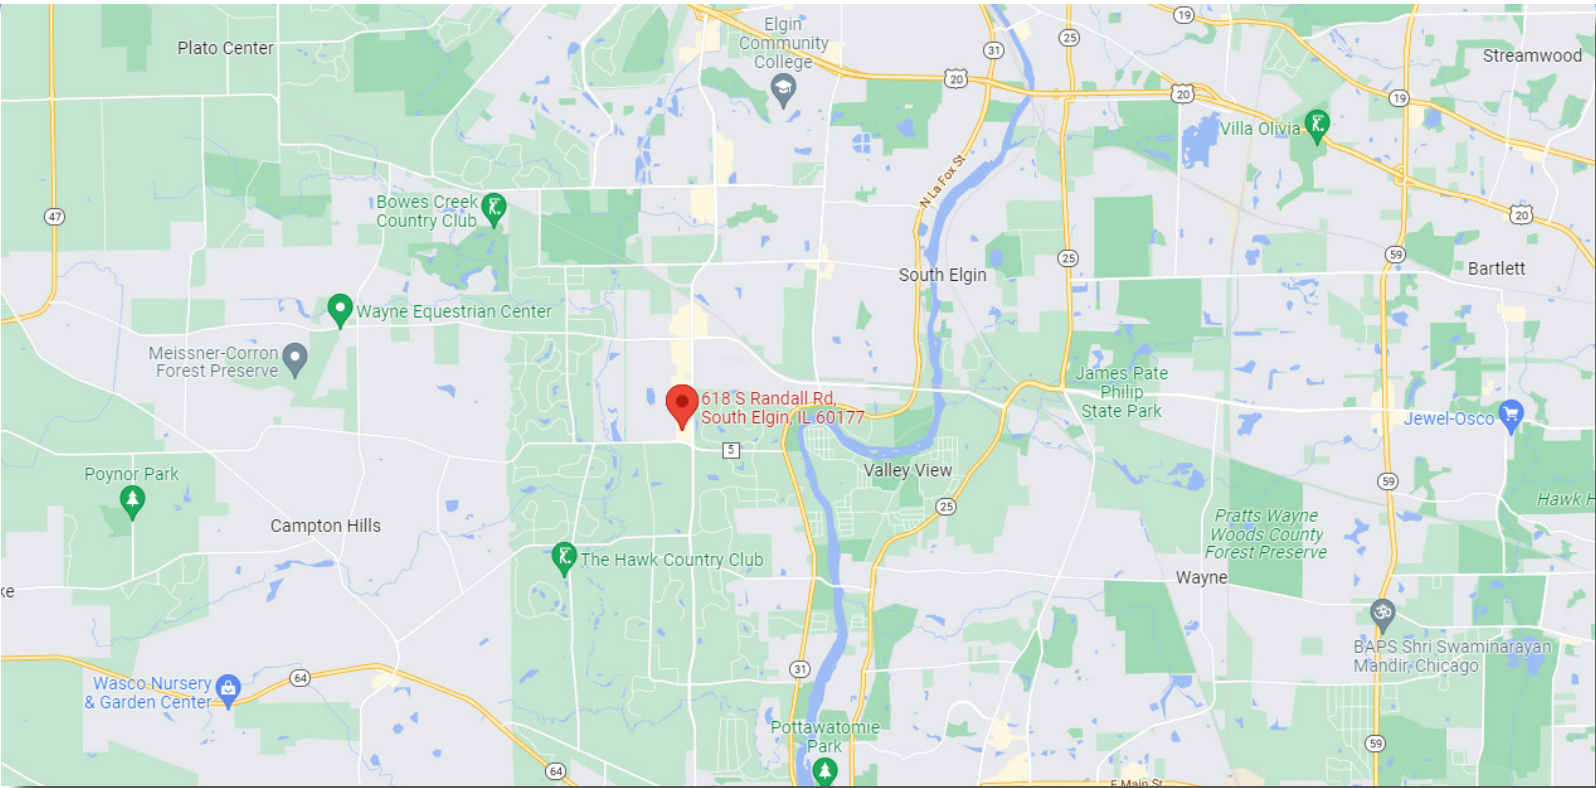 19
Elgin
Community
College
25
31
Plato Center
Streamwood
20
20
19
Villa Olivia
N La Fox St
Bowes Creek
Country Club
47
20
59
25
South Elgin
Bartlett
Wayne Equestrian Center
Meissner-Corron
Forest Preserve
James Pate
Philip
State Park
618 S Randall Rd,
South Elgin, IL 60177
Jewel-Osco
5
Valley View
Poynor Park
59
Hawk H
25
Campton Hills
Pratts Wayne
Woods County
Forest Preserve
The Hawk Country Club
Wayne
ke
BAPS Shri Swaminarayan
Mandir, Chicago
31
64
Wasco Nursery
& Garden Center
Pottawatomie
Park
59
64
E Main St